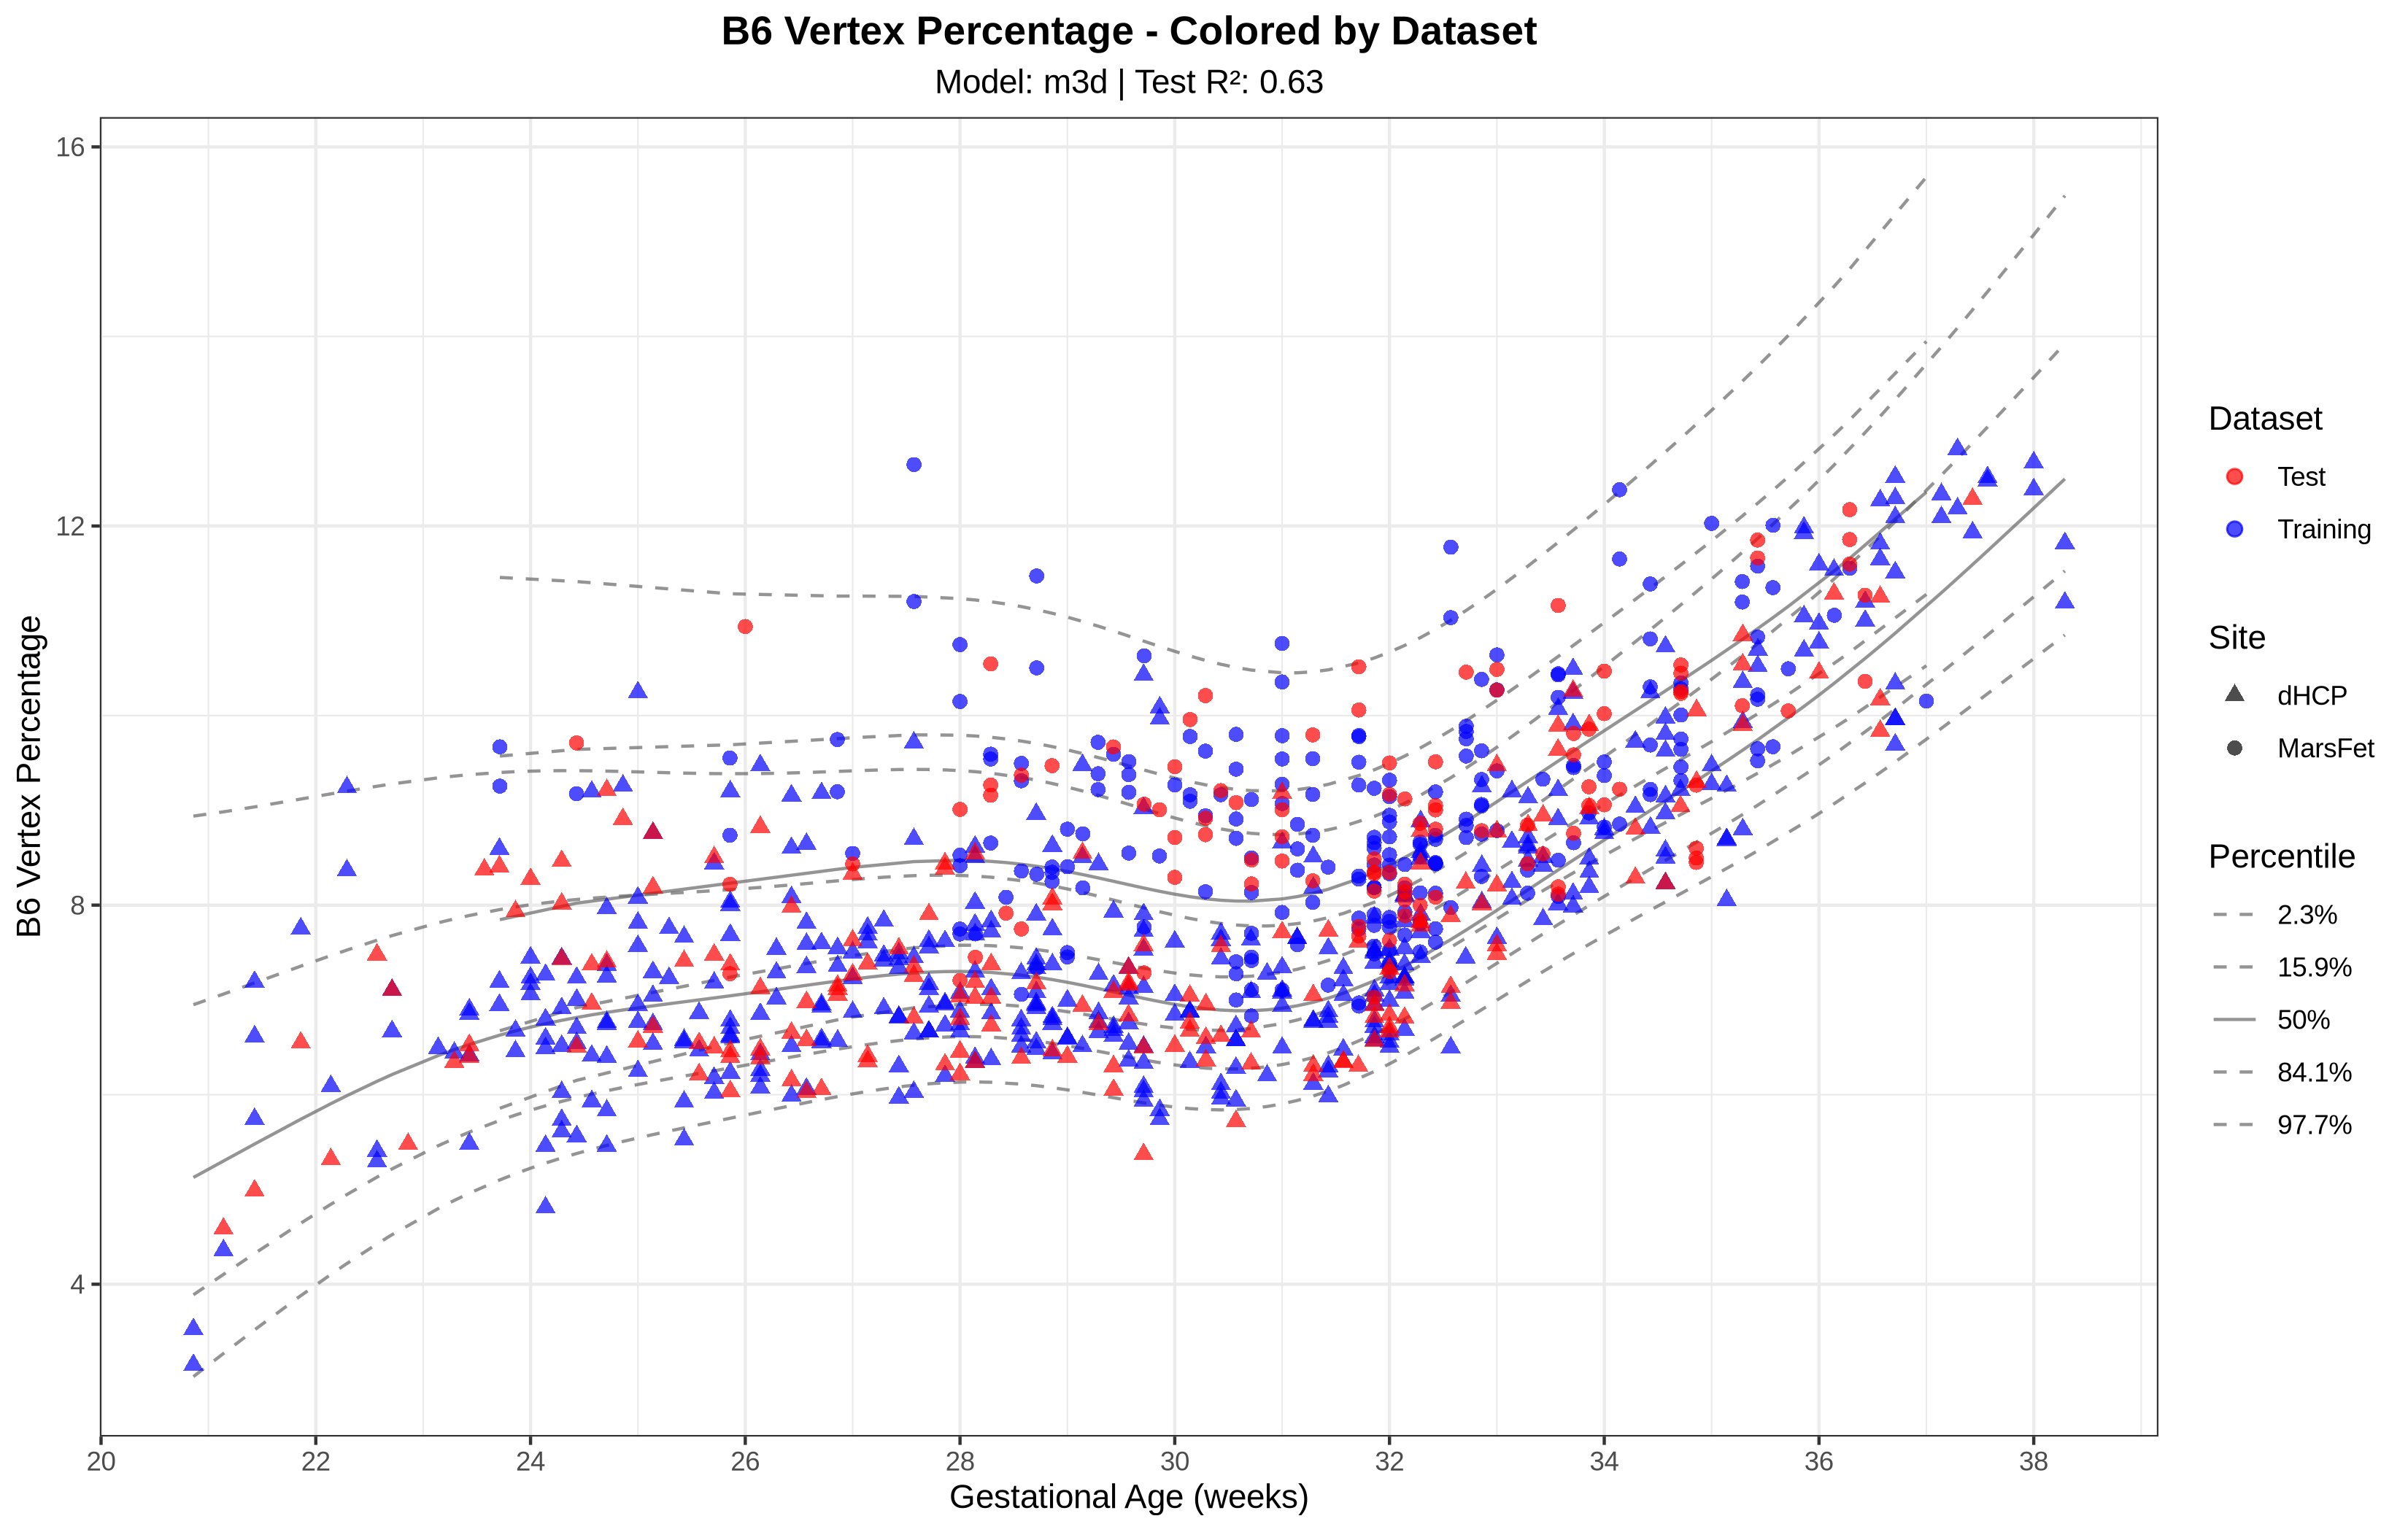 B6 Vertex Percentage - Colored by Dataset
Model: m3d | Test R²: 0.63
B6 Vertex Percentage
16
12
8
4
20 22 24 26 28 30 32 34 36 38
Gestational Age (weeks)
Dataset
Test
Training
Site
dHCP
MarsFet
Percentile
2.3%
15.9%
50%
84.1%
97.7%